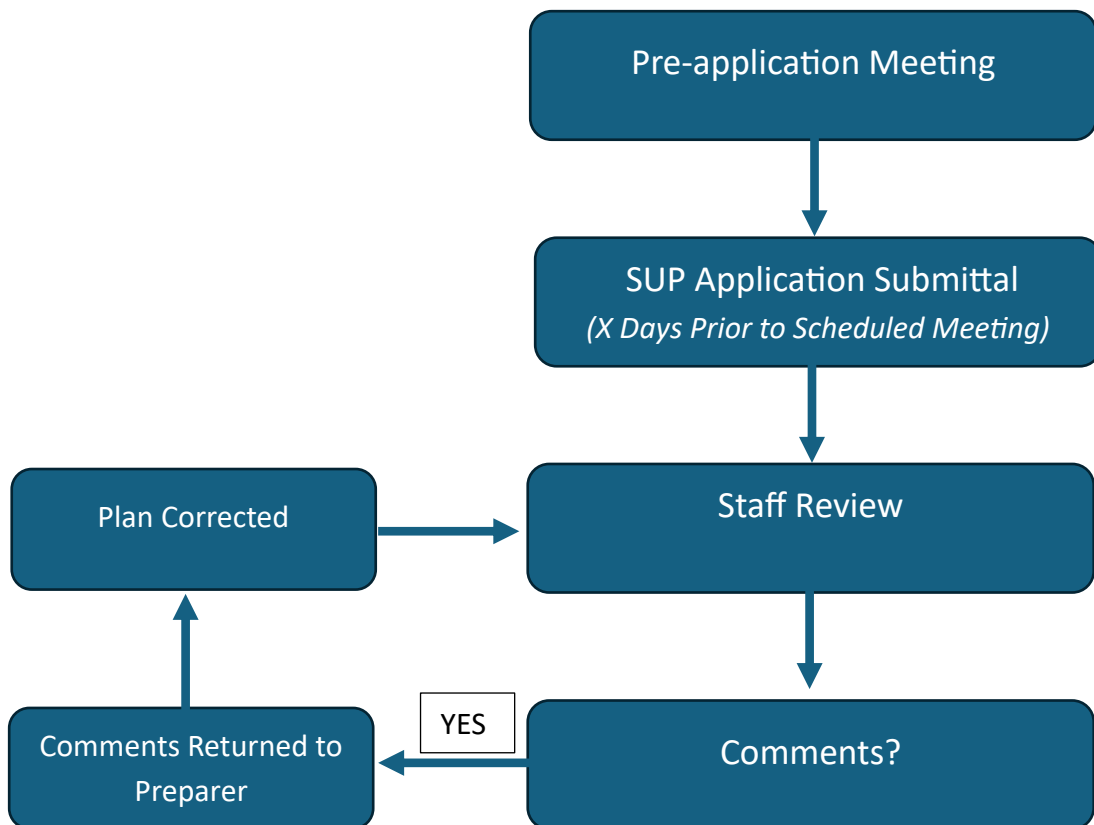 Pre-application Meeting
SUP Application Submittal
(X Days Prior to Scheduled Meeting)
Staff Review
Plan Corrected
Comments?
YES
Comments Returned to
Preparer